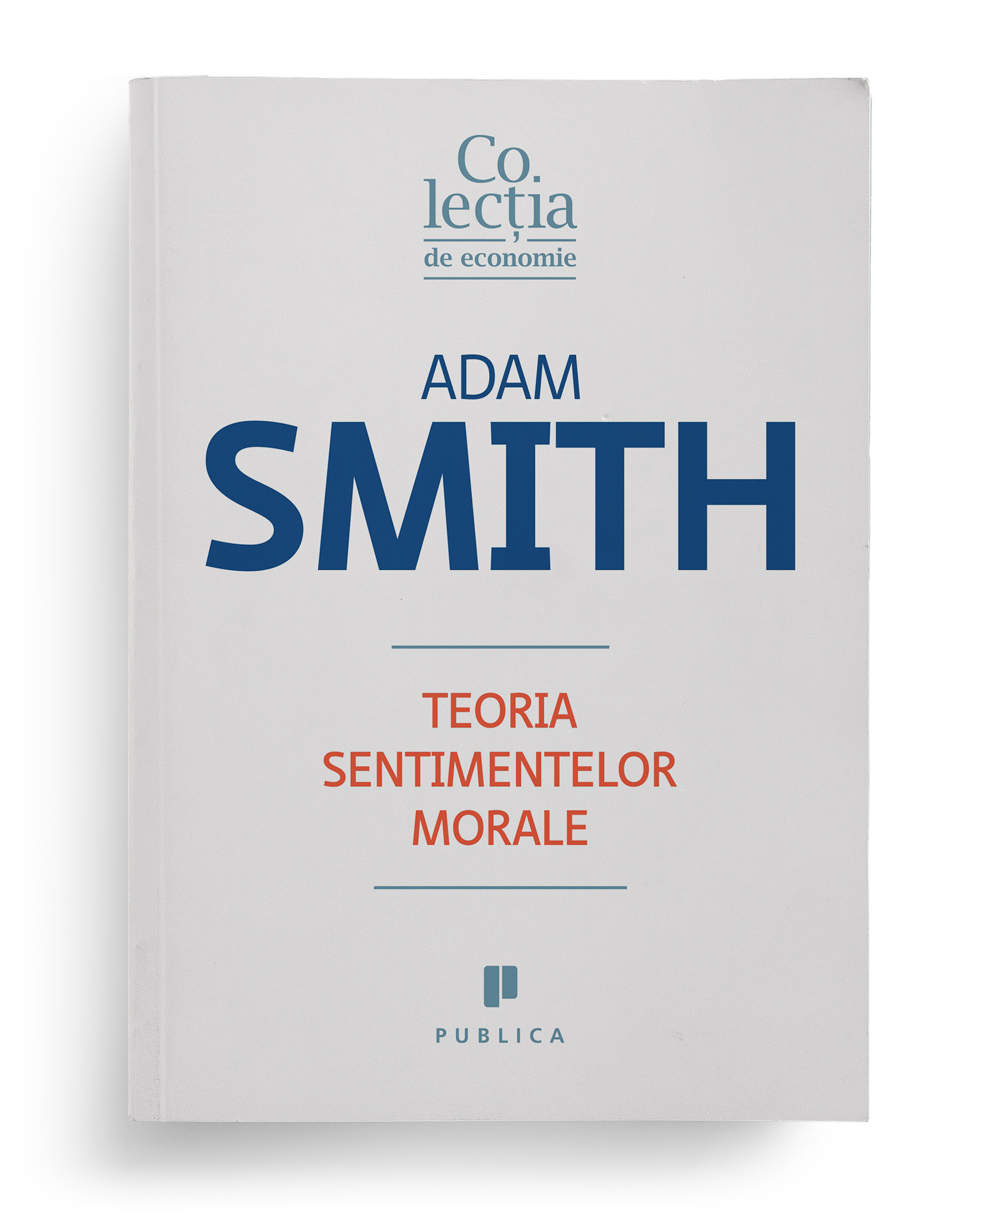 Co.
lecția
de economie
ADAM
SMITH
TEORIA
SENTIMENTELOR
MORALE
PUBLICA